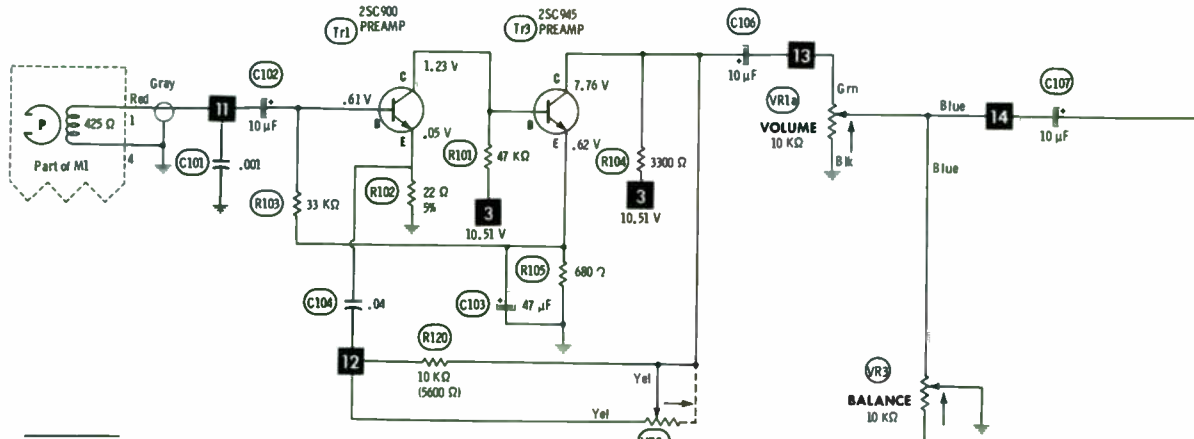 2SC900
PREAMP
Tr1
2SC945
PREAMP
Tr3
C106
10 µF
13
C107
10 µF
Gray
Red
1
P
425 Ω
4
Part of M1
11
C102
10 µF
C101
.001
.61 V
1.23 V
C
B
E
.05 V
7.76 V
C
B
E
.62 V
R101
47 KΩ
3
10.51 V
R104
3300 Ω
3
10.51 V
R102
22 Ω
5%
R103
33 KΩ
Grn
VR1a
VOLUME
10 KΩ
Blk
Blue
14
Blue
R105
680 Ω
C103
47 µF
C104
.04
12
R120
10 KΩ
(5600 Ω)
Yel
Yel
VR3
BALANCE
10 KΩ